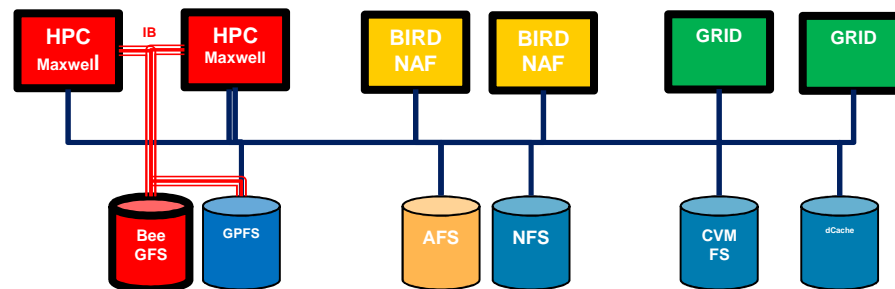 HPC
Maxwell
IB
HPC
Maxwell
BIRD
NAF
BIRD
NAF
GRID
GRID
Bee
GFS
GPFS
AFS
NFS
CVM
FS
dCache